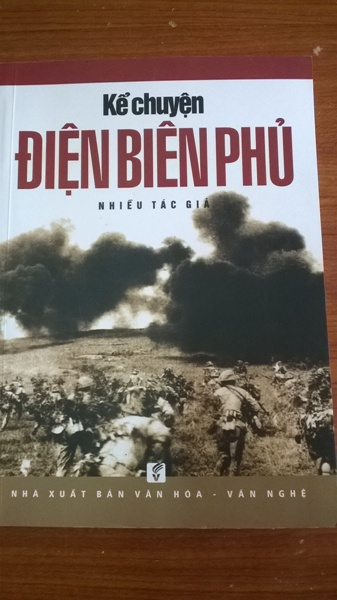 Kể chuyện
ĐIỆN BIÊN PHỦ
NHIỀU TÁC GIẢ
V
NHÀ XUẤT BẢN VĂN HÓA - VĂN NGHỆ